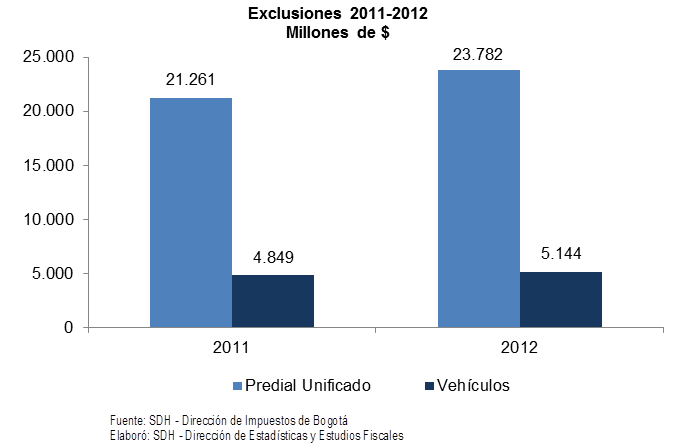 Exclusiones 2011-2012
Millones de $
25.000
20.000
15.000
10.000
5.000
0
21.261
4.849
23.782
5.144
2011
2012
Predial Unificado
Vehículos
Fuente: SDH - Dirección de Impuestos de Bogotá
Elaboró: SDH - Dirección de Estadísticas y Estudios Fiscales